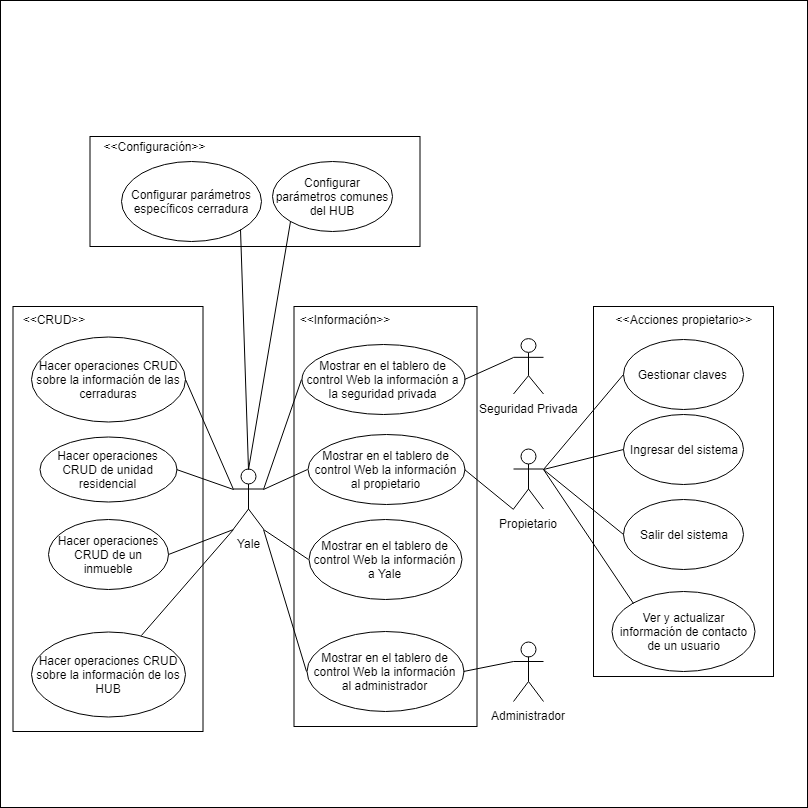 <<Configuración>>
Configurar parámetros
específicos cerradura
Configurar
parámetros comunes
del HUB
<<CRUD>>
Hacer operaciones CRUD
sobre la información de las
cerraduras
Hacer operaciones
CRUD de unidad
residencial
Hacer operaciones
CRUD de un
inmueble
Hacer operaciones CRUD
sobre la información de los
HUB
Yale
<<Información>>
Mostrar en el tablero de
control Web la información a
la seguridad privada
Mostrar en el tablero de
control Web la información
al propietario
Mostrar en el tablero de
control Web la información
a Yale
Mostrar en el tablero de
control Web la información
al administrador
Seguridad Privada
Propietario
Administrador
<<Acciones propietario>>
Gestionar claves
Ingresar del sistema
Salir del sistema
Ver y actualizar
información de contacto
de un usuario